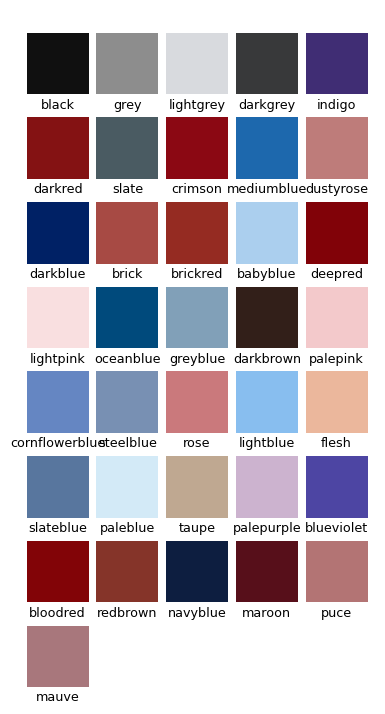 black grey lightgrey darkgrey indigo
darkred slate crimson mediumblue dustyrose
darkblue brick brickred babyblue deepred
lightpink oceanblue greyblue darkbrown palepink
cornflowerblue steelblue rose lightblue flesh
slateblue paleblue taupe palepurple blueviolet
bloodred redbrown navyblue maroon puce
mauve